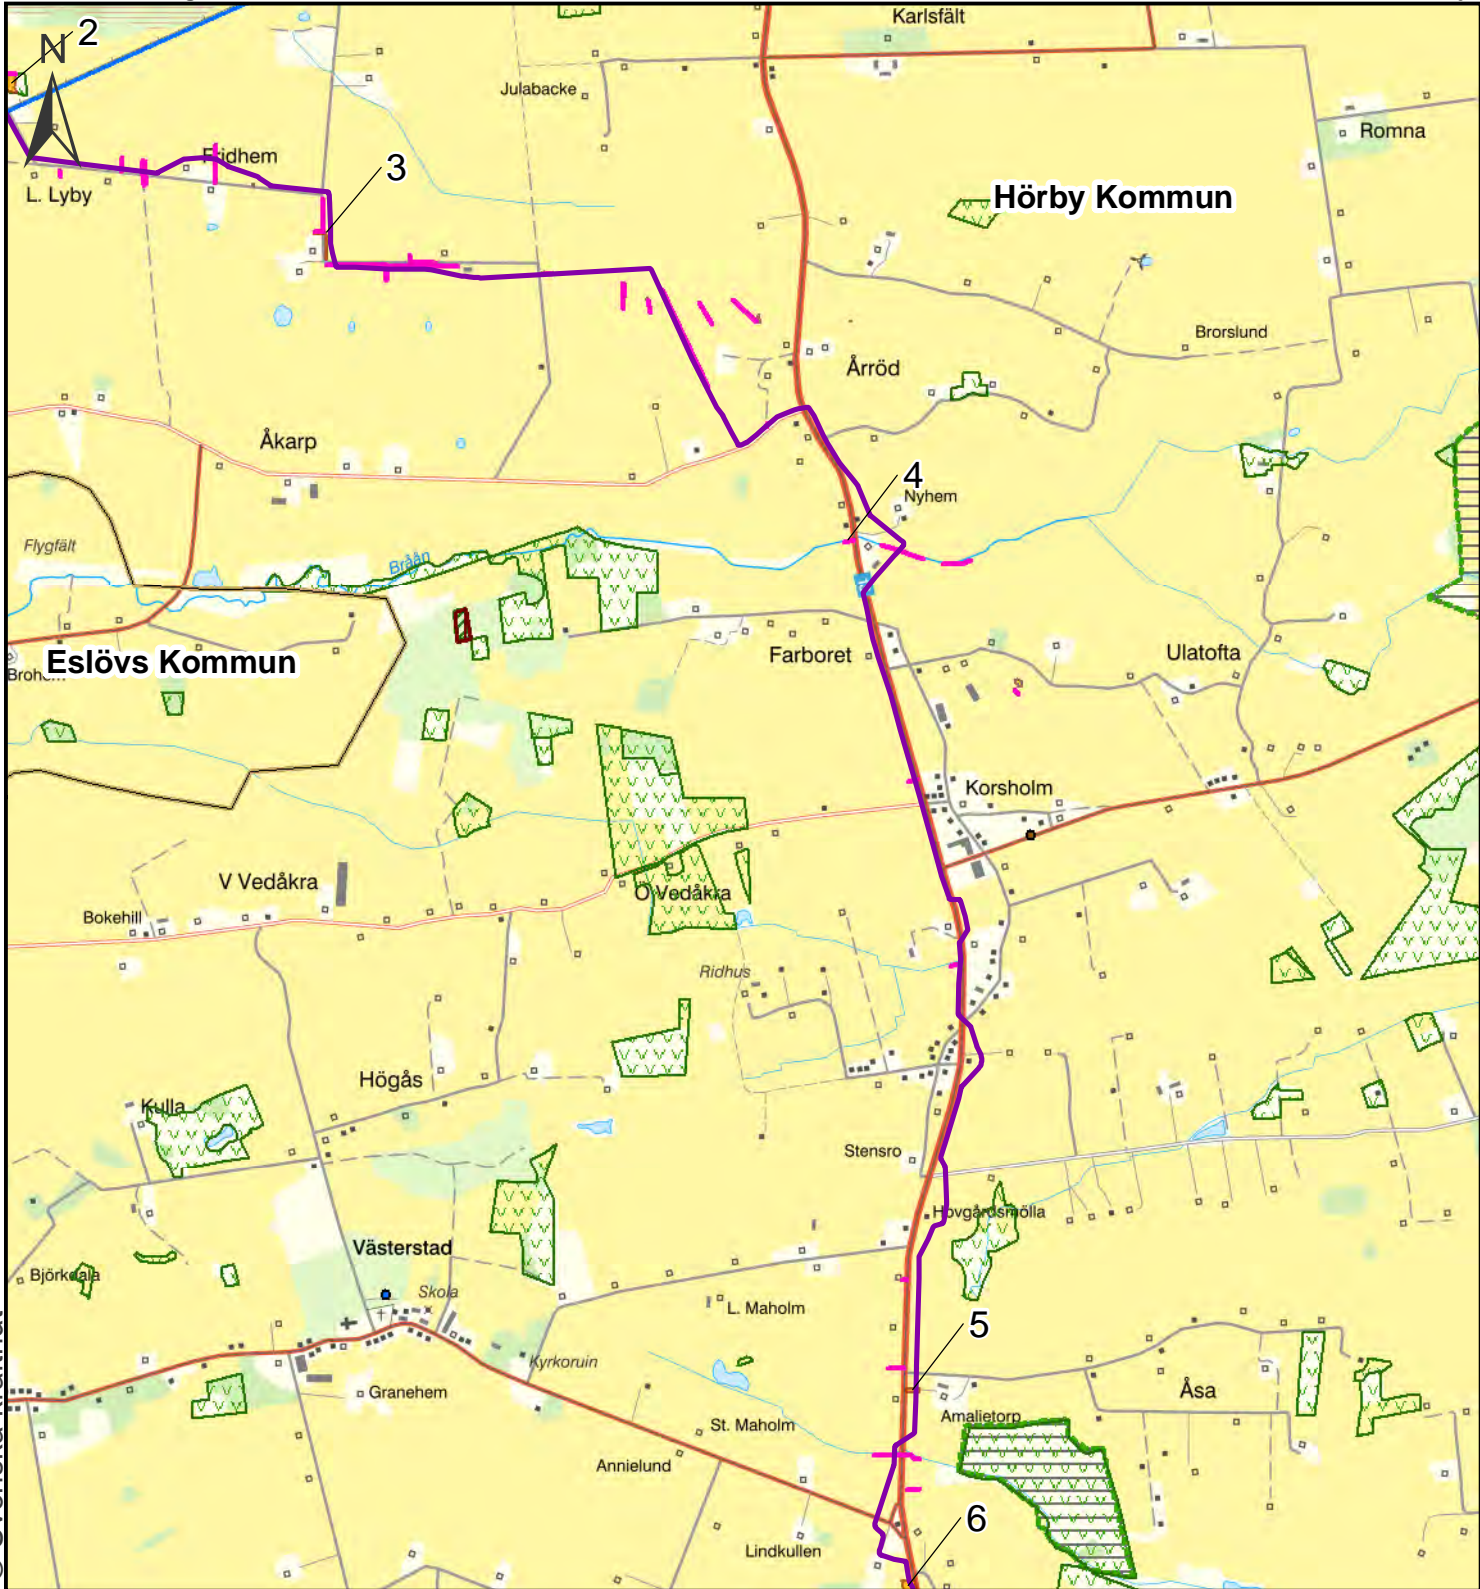 Karlsfält
2
N
Julabacke
Romna
Fridhem
3
L. Lyby
Hörby Kommun
Brorslund
Årröd
Åkarp
4
Nyhem
Flygfält
Bråån
Eslövs Kommun
Farboret
Ulatofta
Korsholm
V Vedåkra
Ö Vedåkra
Bokehill
Ridhus
Högås
Kulla
Stensro
Hovgårdsmölla
Västerstad
Björkdala
Skola
L. Maholm
5
Kyrkoruin
Granehem
Åsa
Amalietorp
St. Maholm
Annielund
6
Lindkullen